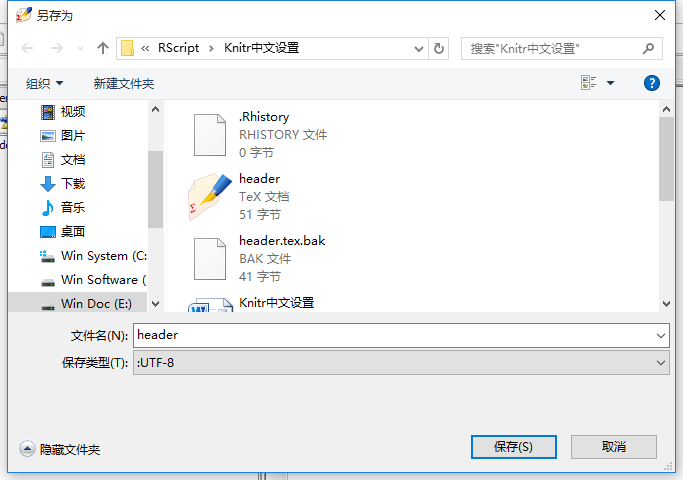 另存为
« RScript › Knitr中文设置
搜索"Knitr中文设置"
组织
新建文件夹
视频
图片
文档
下载
音乐
桌面
Win System (C:
Win Software (
Win Doc (E:)
.Rhistory
RHISTORY 文件
0 字节
header
TeX 文档
51 字节
header.tex.bak
BAK 文件
41 字节
Knitr中文设置
文件名(N): header
保存类型(T): :UTF-8
隐藏文件夹
保存(S)
取消